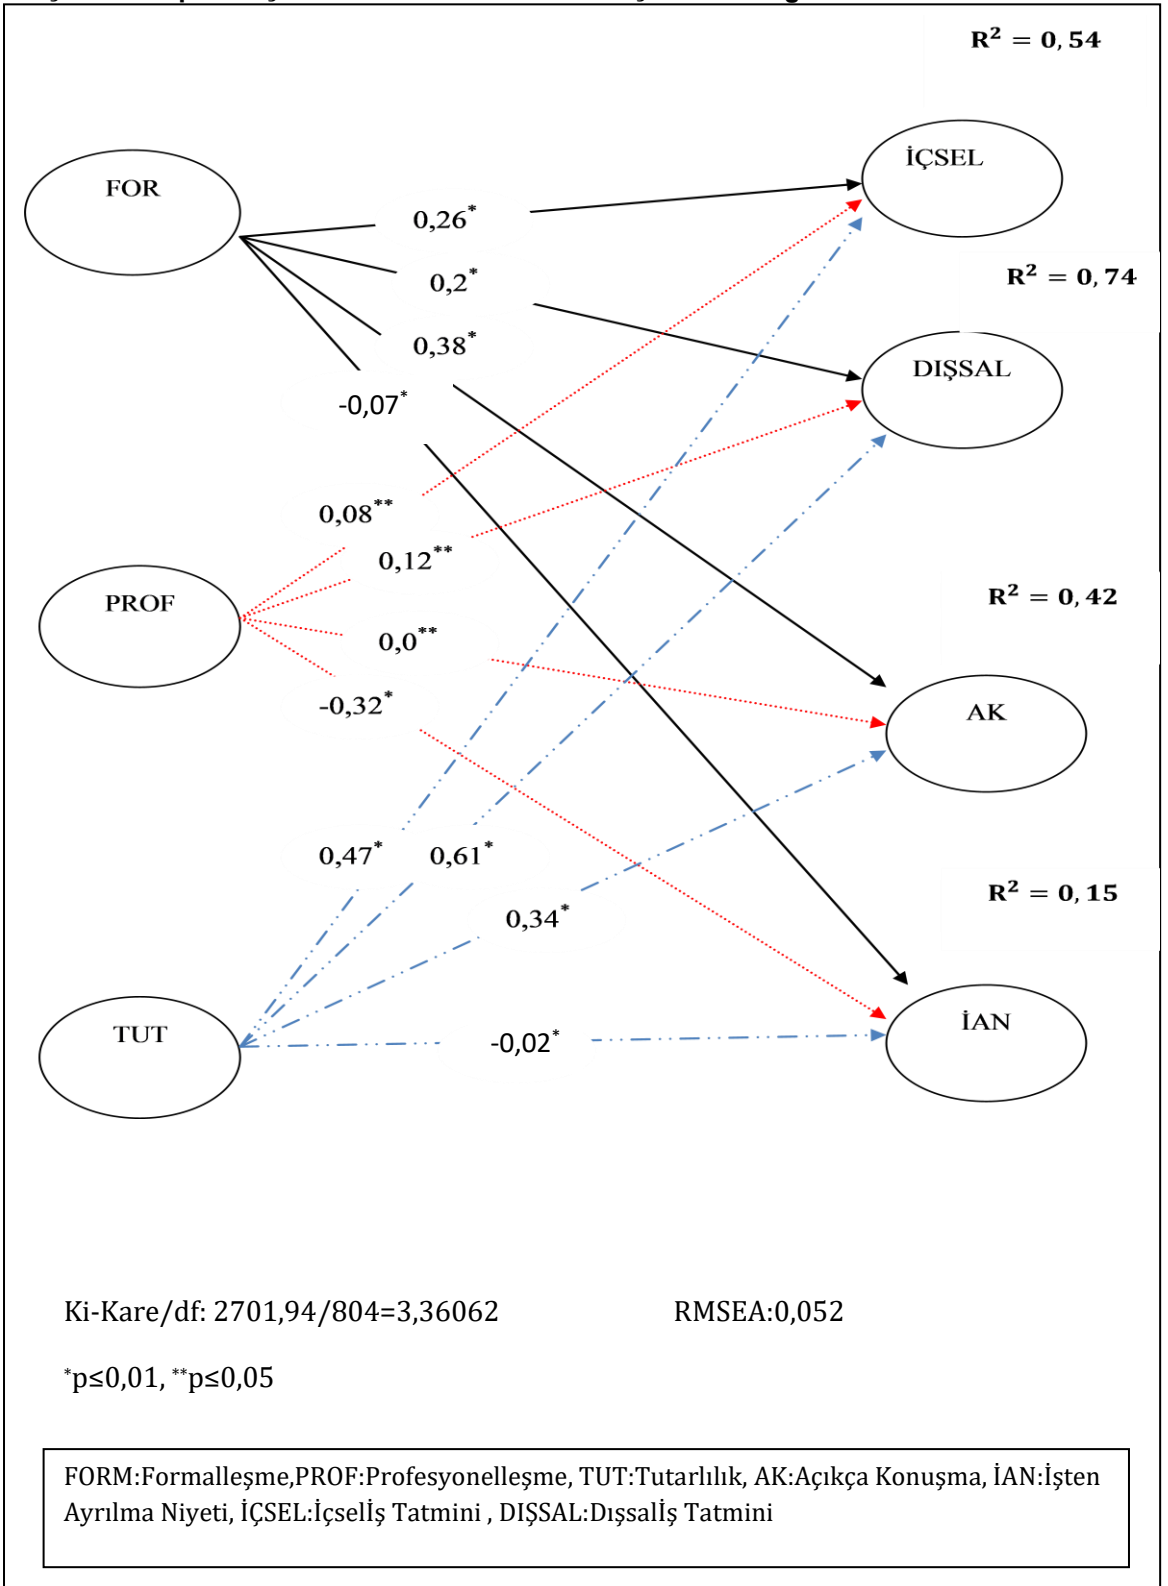 R² = 0, 54
İÇSEL
FOR
0,26*
R² = 0, 74
0,2*
0,38*
DIŞSAL
-0,07*
0,08**
0,12**
R² = 0, 42
PROF
0,0**
-0,32*
AK
0,47* 0,61*
R² = 0, 15
0,34*
İAN
TUT
-0,02*
Ki-Kare/df: 2701,94/804=3,36062 RMSEA:0,052
*p≤0,01, **p≤0,05
FORM:Formalleşme,PROF:Profesyonelleşme, TUT:Tutarlılık, AK:Açıkça Konuşma, İAN:İşten
Ayrılma Niyeti, İÇSEL:İçselİş Tatmini , DIŞSAL:Dışsalİş Tatmini